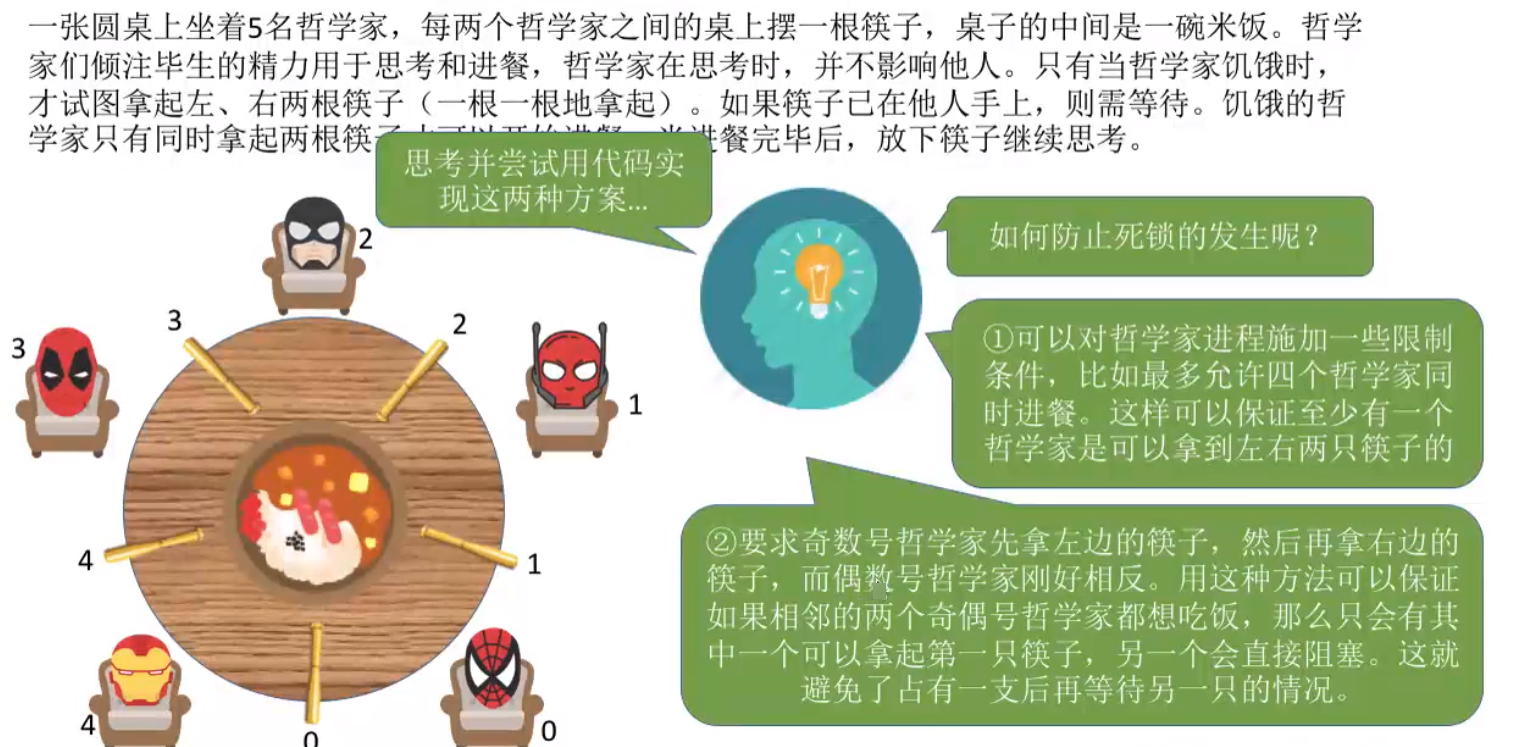 一张圆桌上坐着5名哲学家，每两个哲学家之间的桌上摆一根筷子，桌子的中间是一碗米饭。哲学
家们倾注毕生的精力用于思考和进餐，哲学家在思考时，并不影响他人。只有当哲学家饥饿时，
才试图拿起左、右两根筷子（一根一根地拿起）。如果筷子已在他人手上，则需等待。饥饿的哲
学家只有同时拿起两根筷 进餐完毕后，放下筷子继续思考。
思考并尝试用代码实
现这两种方案...
如何防止死锁的发生呢？
①可以对哲学家进程施加一些限制
条件，比如最多允许四个哲学家同
时进餐。这样可以保证至少有一个
哲学家是可以拿到左右两只筷子的
②要求奇数号哲学家先拿左边的筷子，然后再拿右边的
筷子，而偶数号哲学家刚好相反。用这种方法可以保证
如果相邻的两个奇偶号哲学家都想吃饭，那么只会有其
中一个可以拿起第一只筷子，另一个会直接阻塞。这就
避免了占有一支后再等待另一只的情况。
2
3
2
3
1
4
1
4
0
0